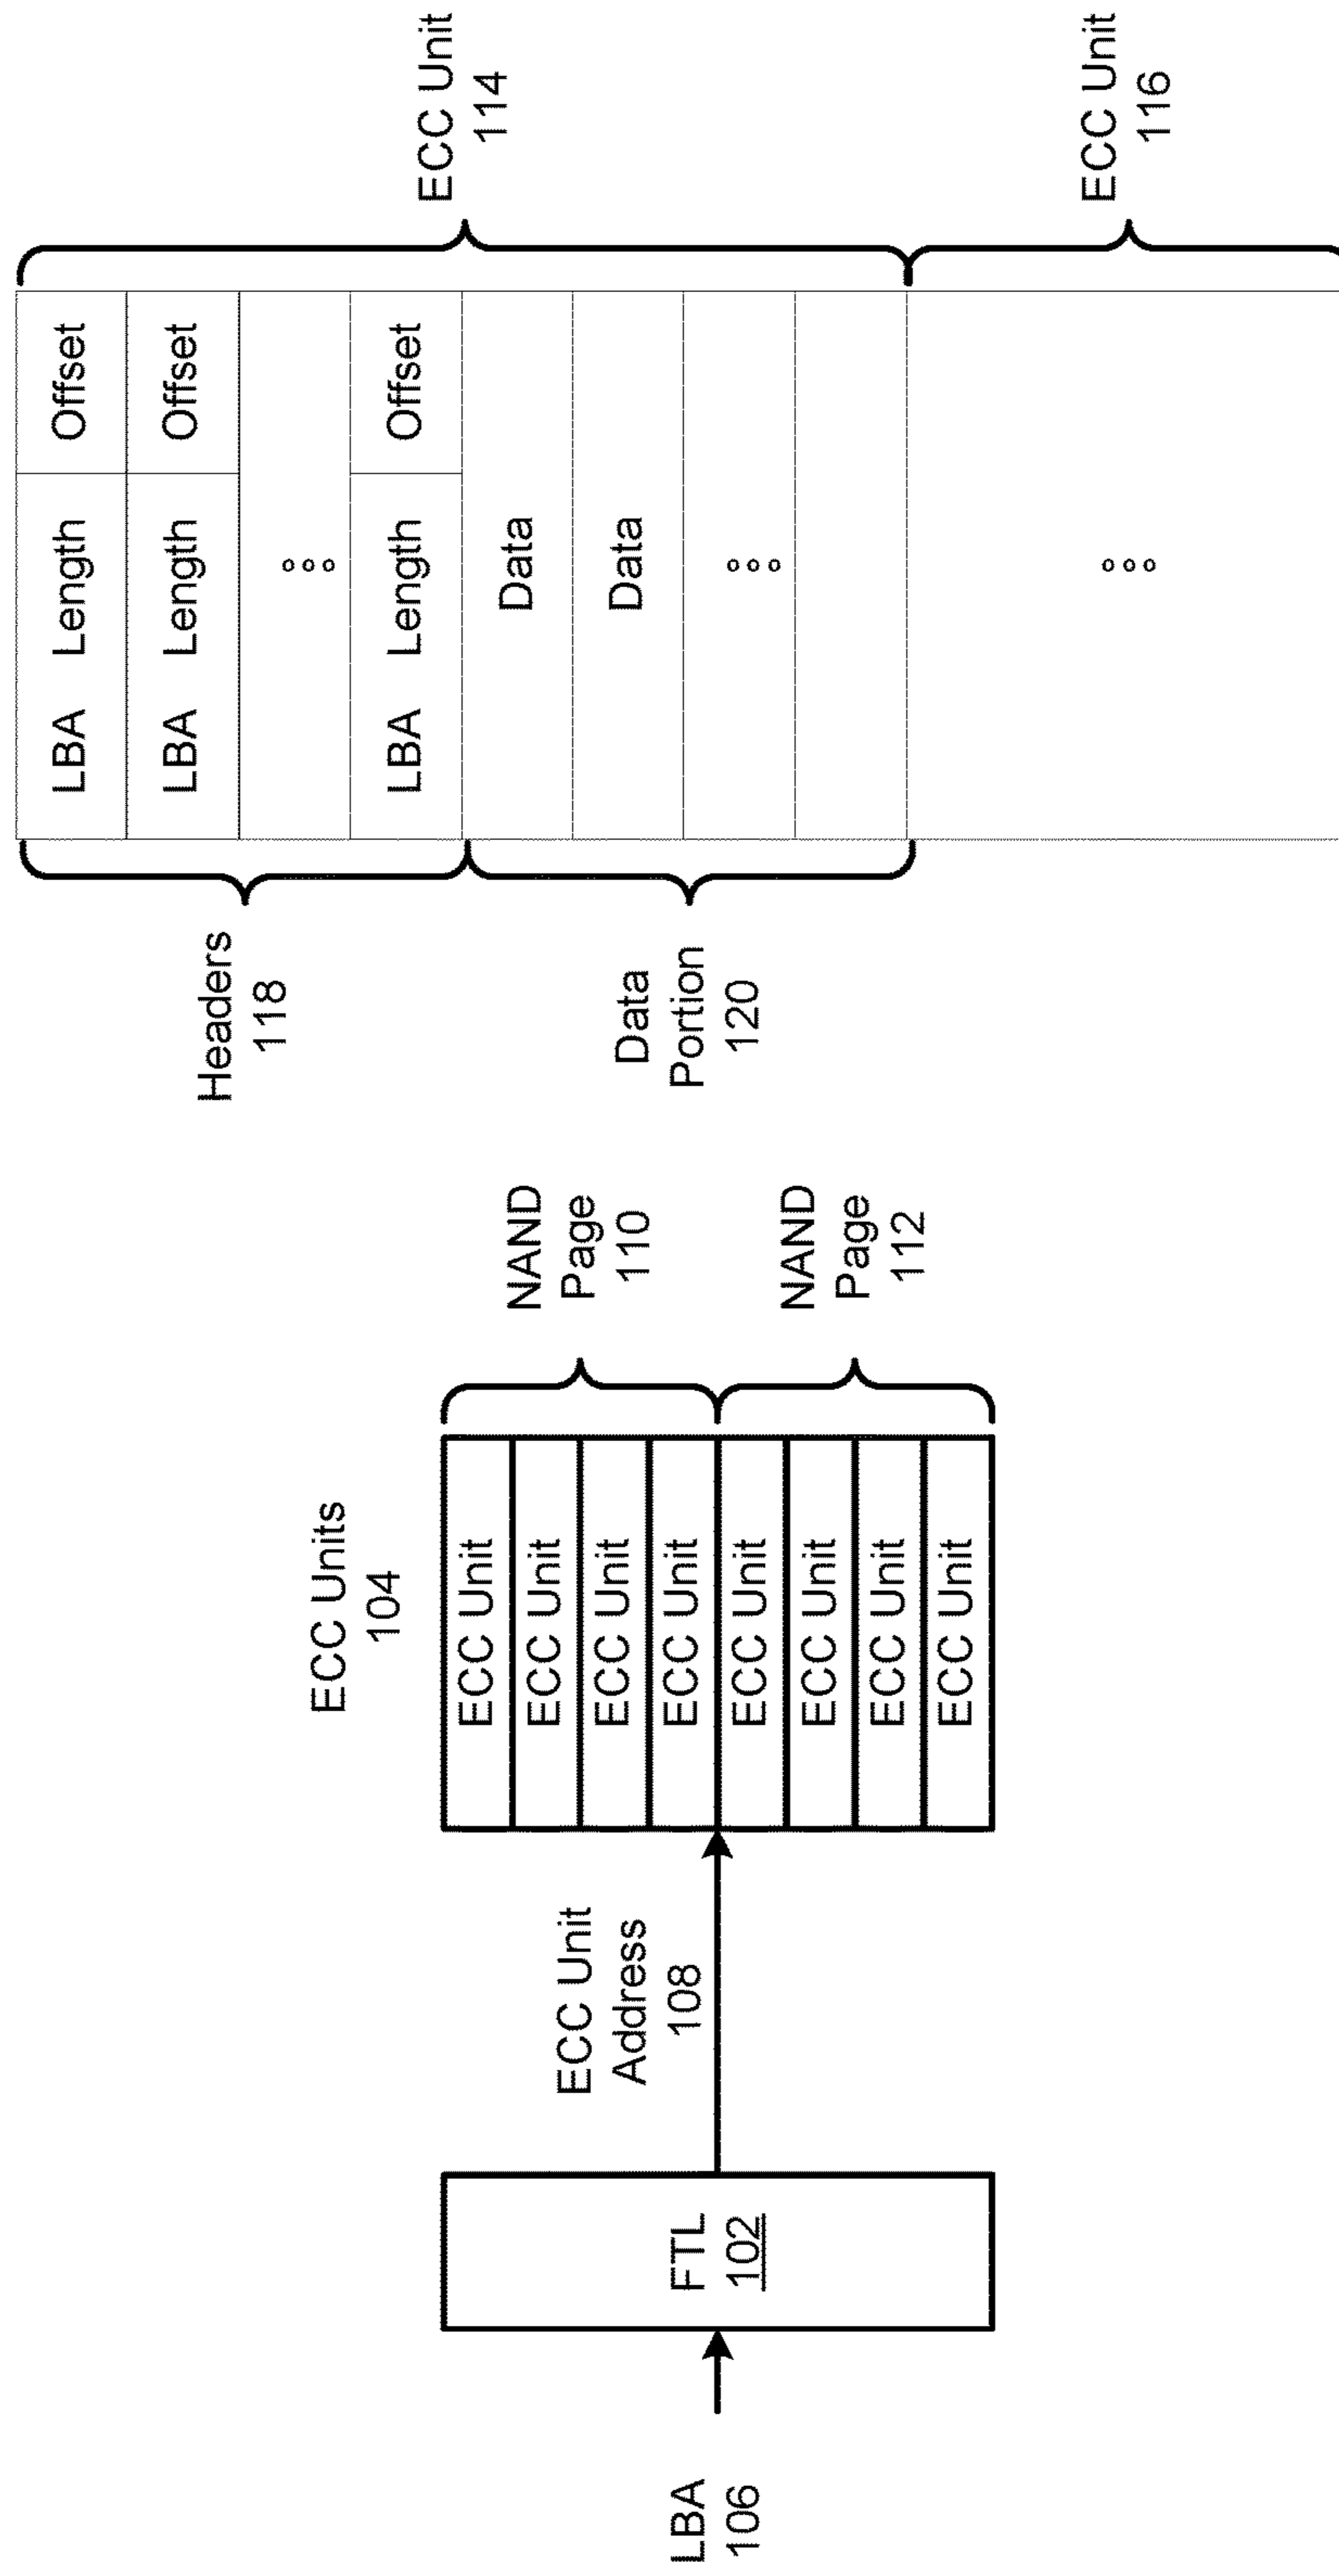 LBA
106
FTL
102
ECC Unit
Address
108
ECC Units
104
ECC Unit
ECC Unit
ECC Unit
ECC Unit
ECC Unit
ECC Unit
ECC Unit
ECC Unit
NAND
Page
110
NAND
Page
112
Headers
118
Data
Portion
120
LBA Length Offset
LBA Length Offset
LBA Length Offset
Data
Data
ECC Unit
114
ECC Unit
116